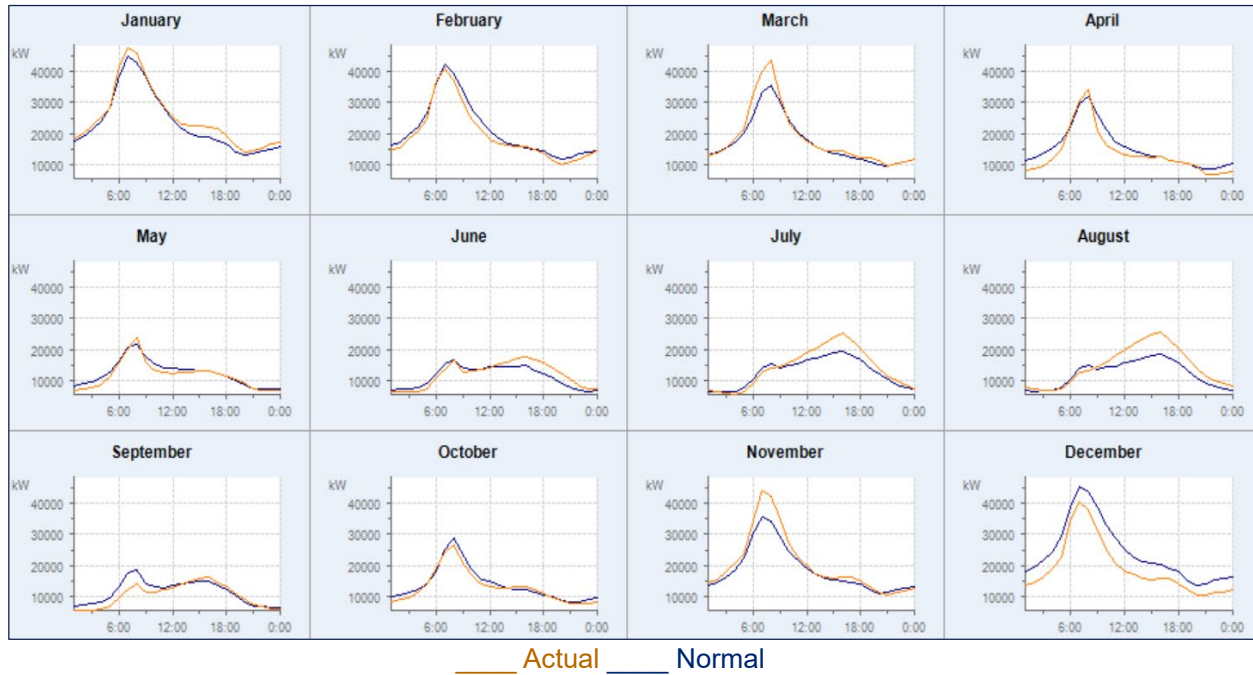 January February March April
kW kW kW kW
40000 40000 40000 40000
30000 30000 30000 30000
20000 20000 20000 20000
10000 10000 10000 10000
6:00 12:00 18:00 0:00 6:00 12:00 18:00 0:00 6:00 12:00 18:00 0:00 6:00 12:00 18:00 0:00
May June July August
kW kW kW kW
40000 40000 40000 40000
30000 30000 30000 30000
20000 20000 20000 20000
10000 10000 10000 10000
6:00 12:00 18:00 0:00 6:00 12:00 18:00 0:00 6:00 12:00 18:00 0:00 6:00 12:00 18:00 0:00
September October November December
kW kW kW kW
40000 40000 40000 40000
30000 30000 30000 30000
20000 20000 20000 20000
10000 10000 10000 10000
6:00 12:00 18:00 0:00 6:00 12:00 18:00 0:00 6:00 12:00 18:00 0:00 6:00 12:00 18:00 0:00
____ Actual ____ Normal